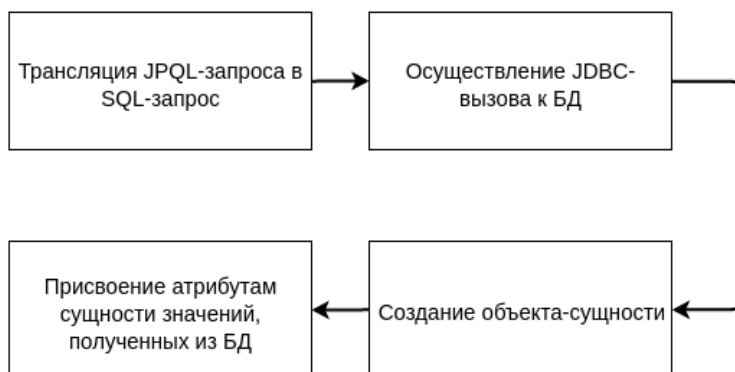 Трансляция JPQL-запроса в
SQL-запрос
Осуществление JDBC-
вызова к БД
Присвоение атрибутам
сущности значений,
полученных из БД
Создание объекта-сущности